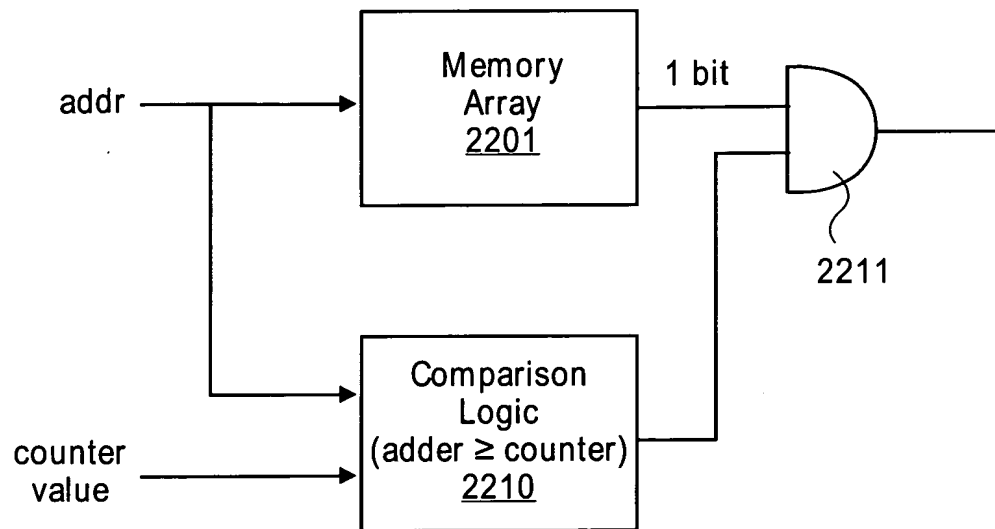 addr
Memory
Array
2201
1 bit
2211
counter
value
Comparison
Logic
(adder ≥ counter)
2210